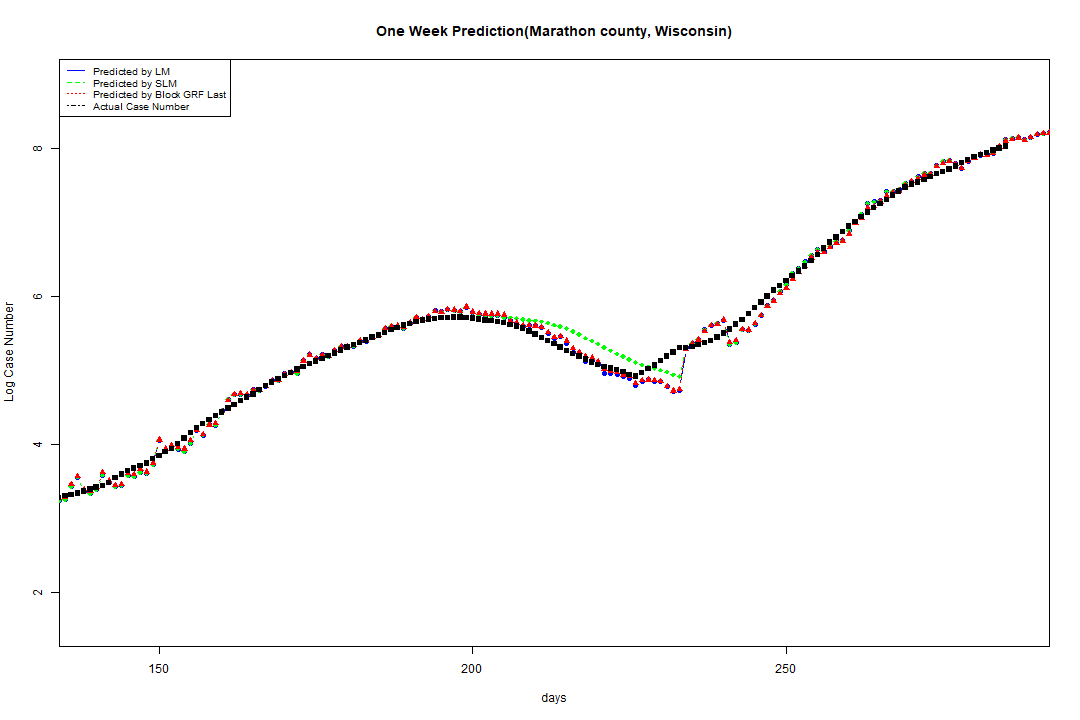 One Week Prediction(Marathon county, Wisconsin)
Predicted by LM
Predicted by SLM
Predicted by Block GRF Last
Actual Case Number
Log Case Number
8
6
4
2
150
200
250
days